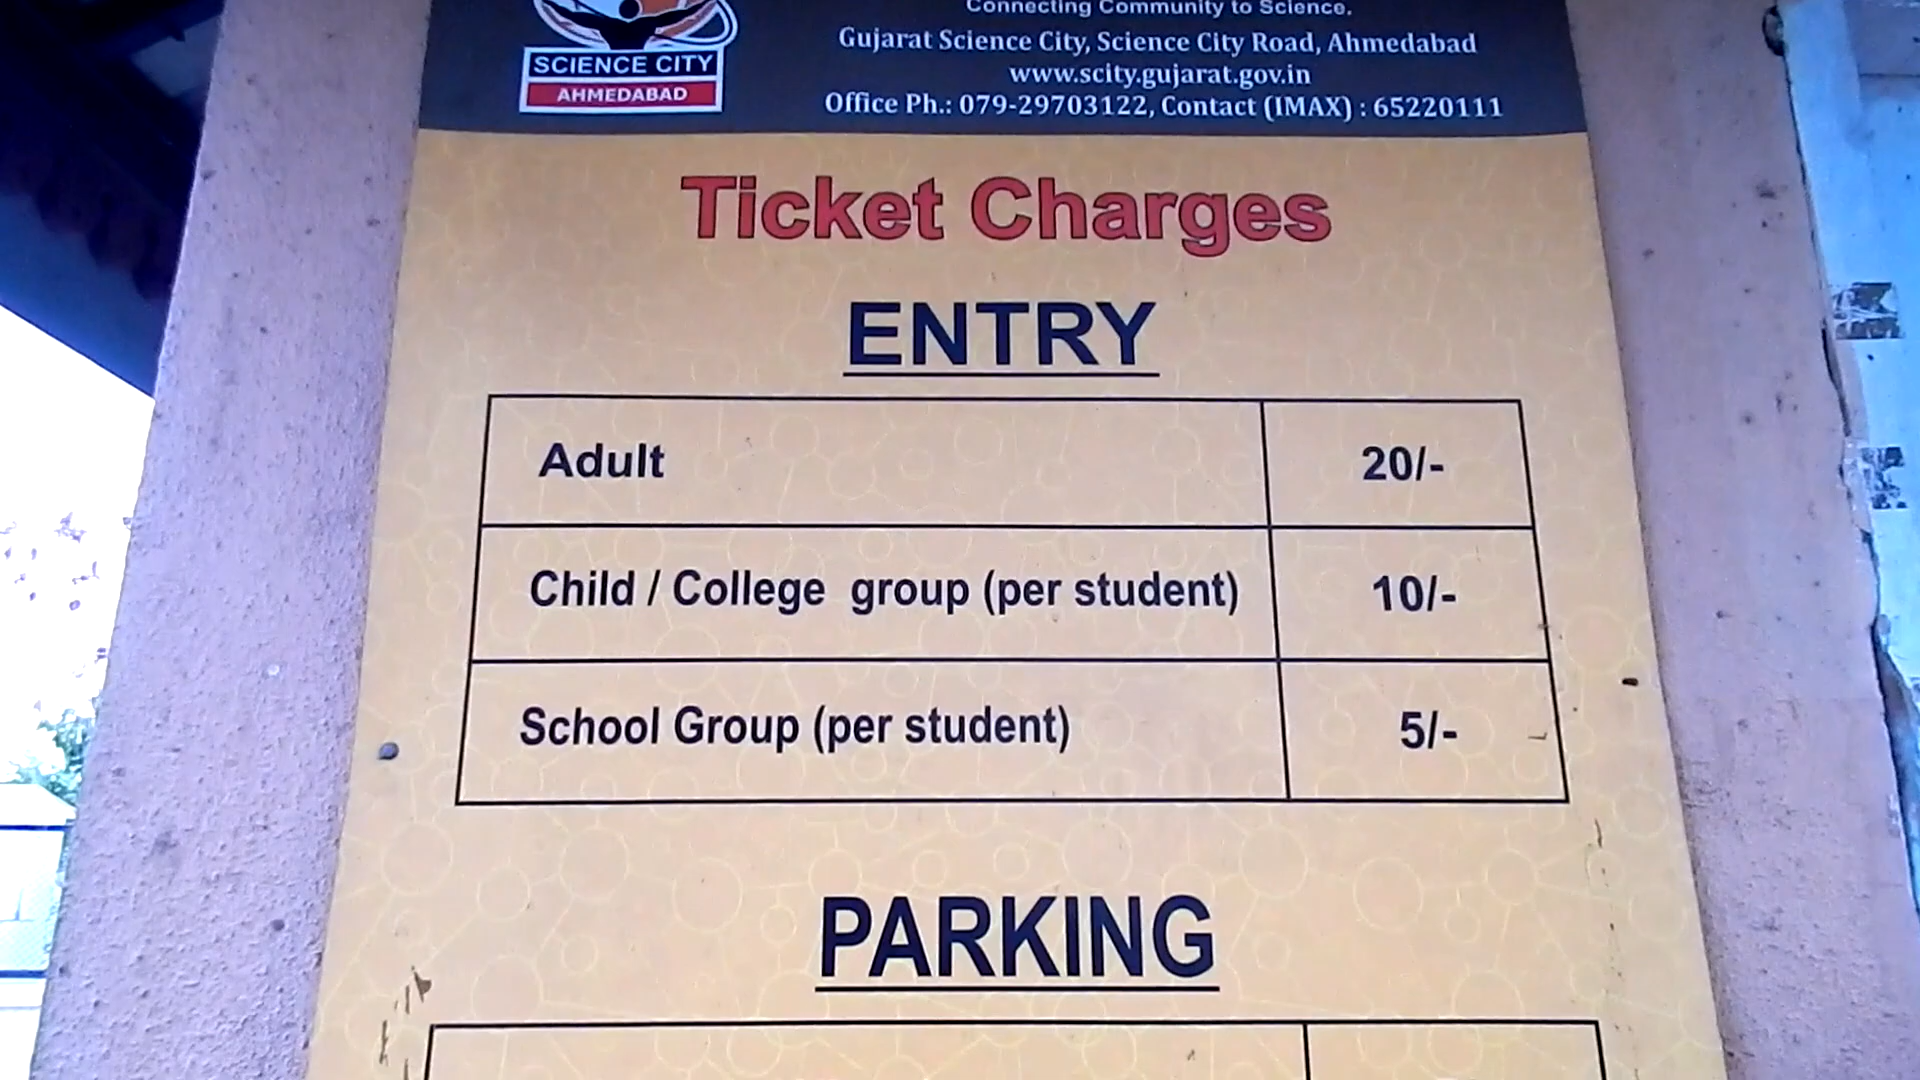 Connecting Community to Science.
SCIENCE CITY
AHMEDABAD
Gujarat Science City, Science City Road, Ahmedabad
www.scity.gujarat.gov.in
Office Ph.: 079-29703122, Contact (IMAX) : 65220111
Ticket Charges
ENTRY
Adult 20/-
Child / College group (per student) 10/-
School Group (per student) 5/-
PARKING